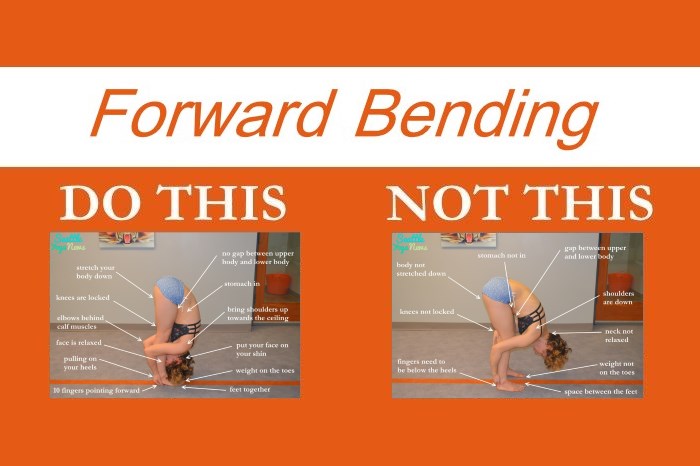 Forward Bending
DO THIS
NOT THIS
no gap between upper
body and lower body
stretch your
body down
stomach in
knees are locked
bring shoulders up
towards the ceiling
elbows behind
calf muscles
face is relaxed
put your face on
your shin
pulling on
your heels
weight on the toes
10 fingers pointing forward
feet together
stomach not in
gap between upper
and lower body
body not
stretched down
shoulders
are down
knees not locked
neck not
relaxed
fingers need to
be below the heels
weight not
on the toes
space between the feet